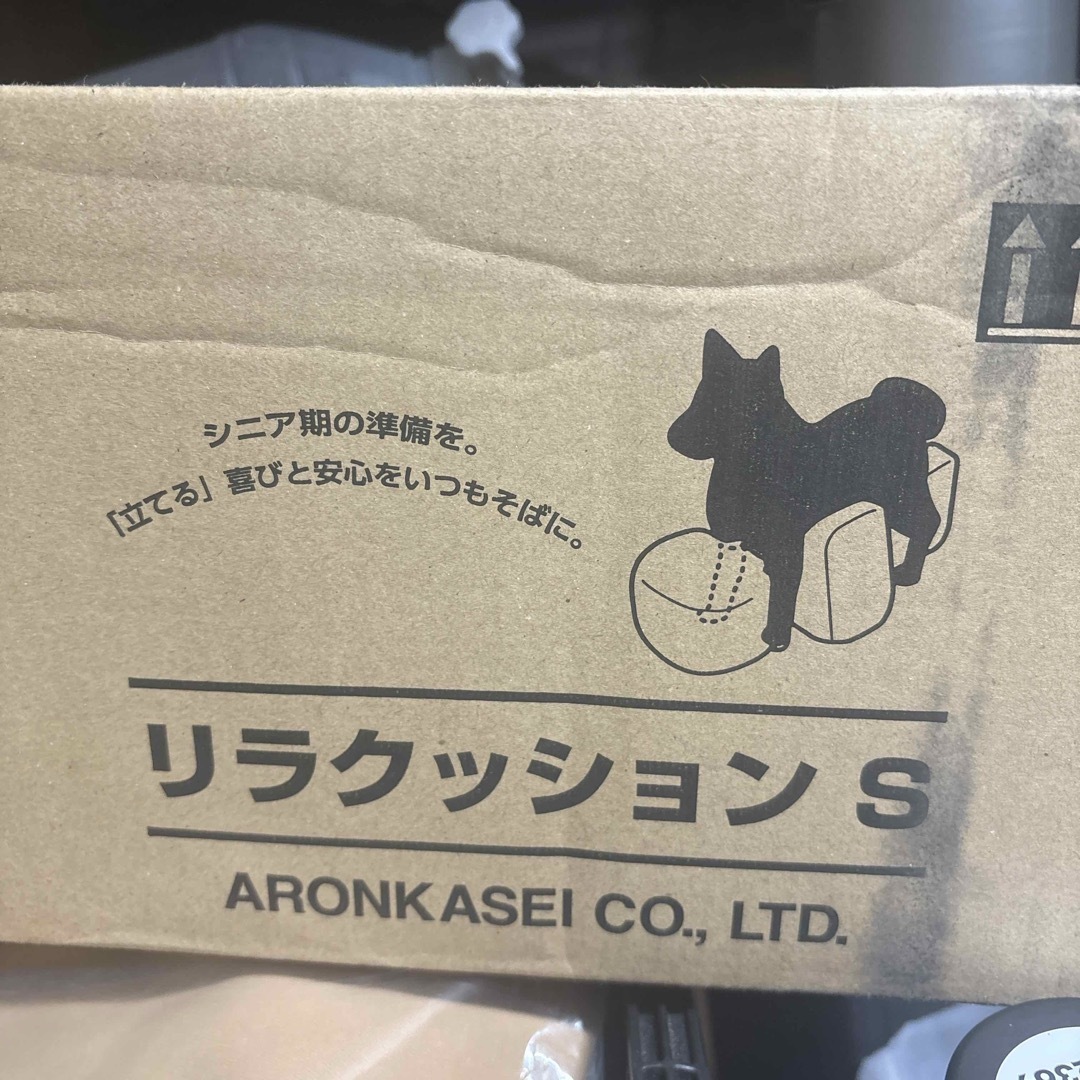 シニア期の準備を。
「立てる」喜びと安心をいつもそばに。
リラクッション S
ARONKASEI CO., LTD.